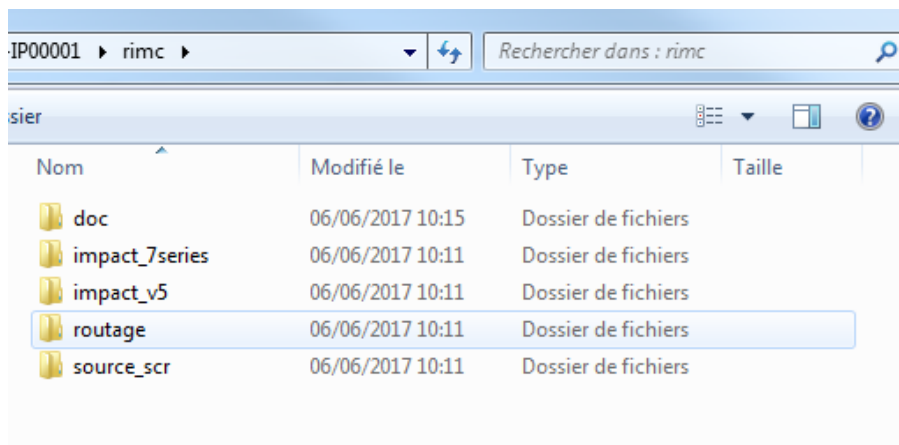 -IP00001 rimc Rechercher dans : rimc
ssier
Nom Modifié le Type Taille
doc 06/06/2017 10:15 Dossier de fichiers
impact_7series 06/06/2017 10:11 Dossier de fichiers
impact_v5 06/06/2017 10:11 Dossier de fichiers
routage 06/06/2017 10:11 Dossier de fichiers
source_scr 06/06/2017 10:11 Dossier de fichiers